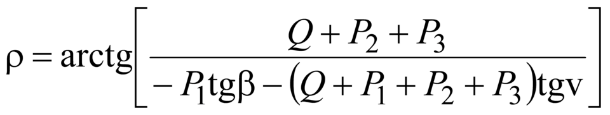 ρ = arctg[(Q + P₂ + P₃) / (− P₁tgβ − (Q + P₁ + P₂ + P₃)tgv)]